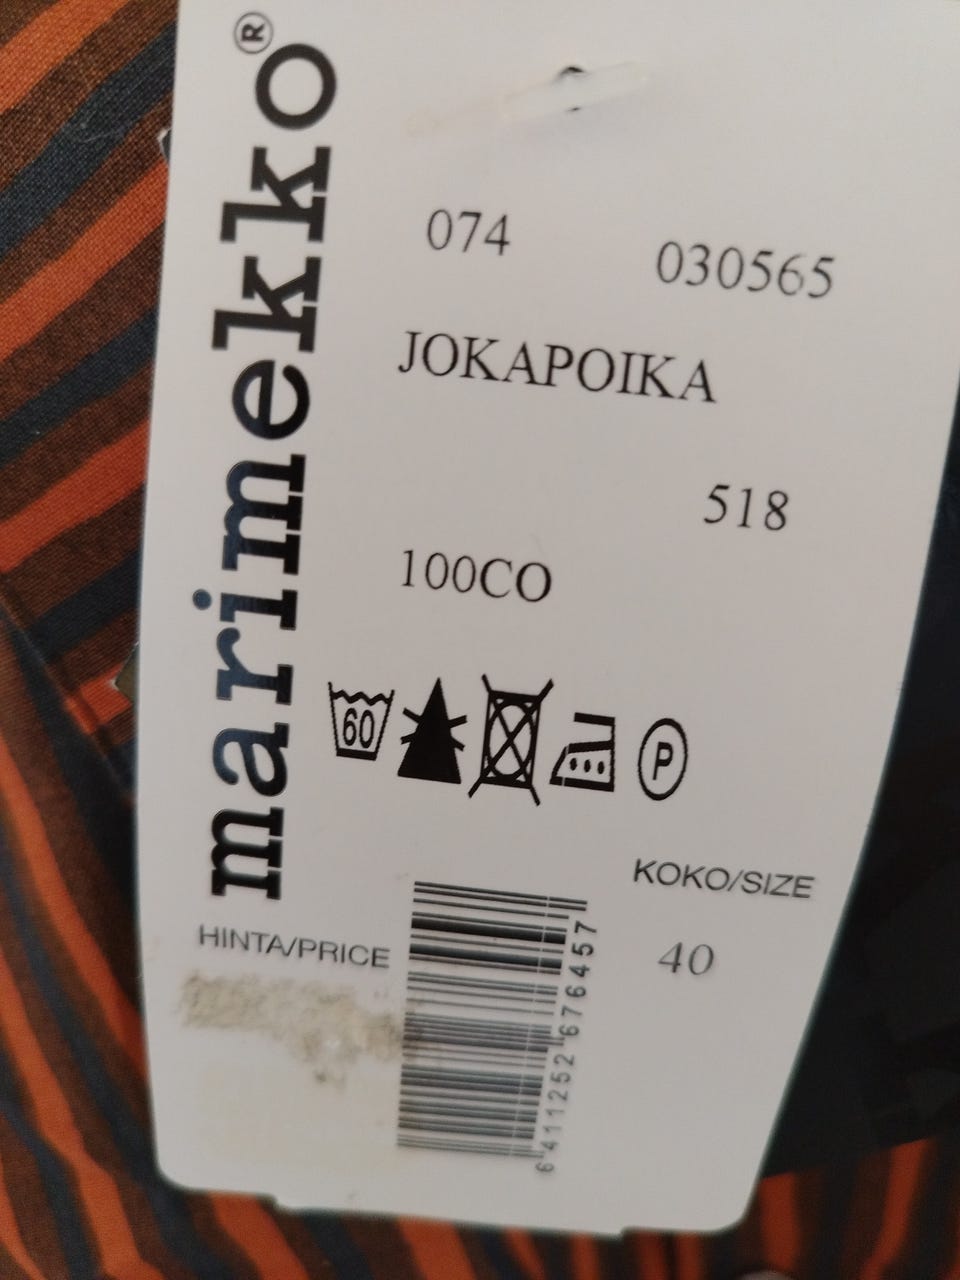 marimekko®
074 030565
JOKAPOIKA
518
100CO
60 P
KOKO/SIZE
40
HINTA/PRICE
6 411252 676457